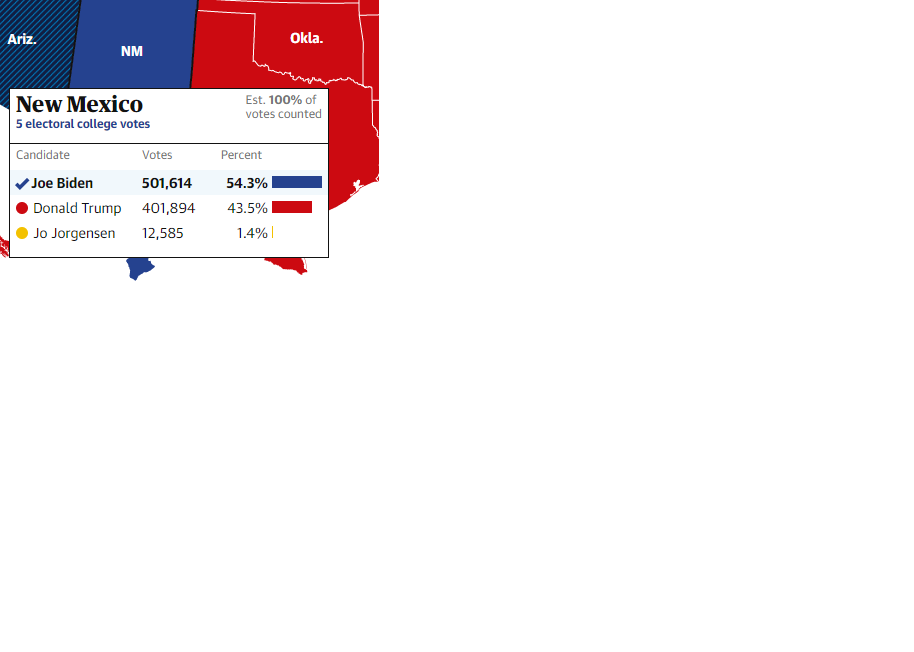 Ariz.
NM
Okla.
New Mexico
5 electoral college votes
Est. 100% of
votes counted
Candidate Votes Percent
Joe Biden 501,614 54.3%
Donald Trump 401,894 43.5%
Jo Jorgensen 12,585 1.4%